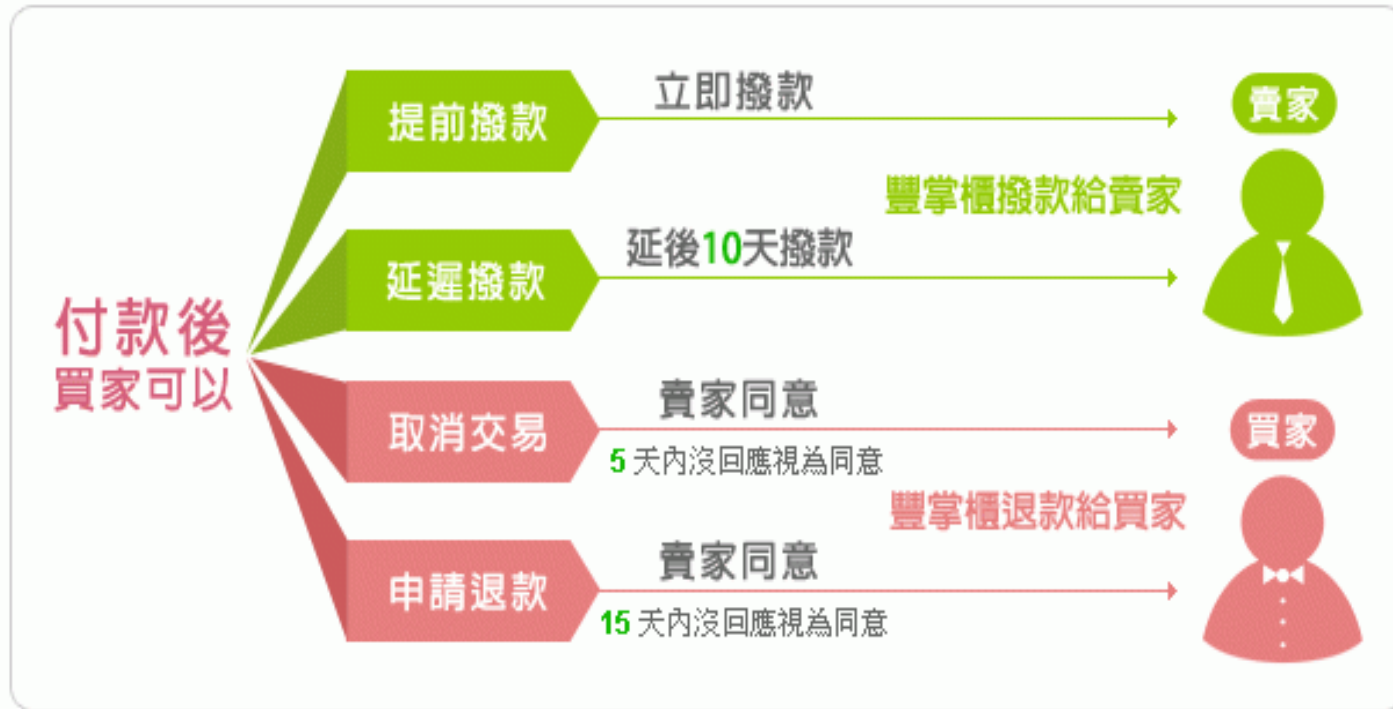 付款後
買家可以
提前撥款
立即撥款
賣家
豐掌櫃撥款給賣家
延遲撥款
延後10天撥款
取消交易
賣家同意
5 天內沒回應視為同意
買家
豐掌櫃退款給買家
申請退款
賣家同意
15 天內沒回應視為同意